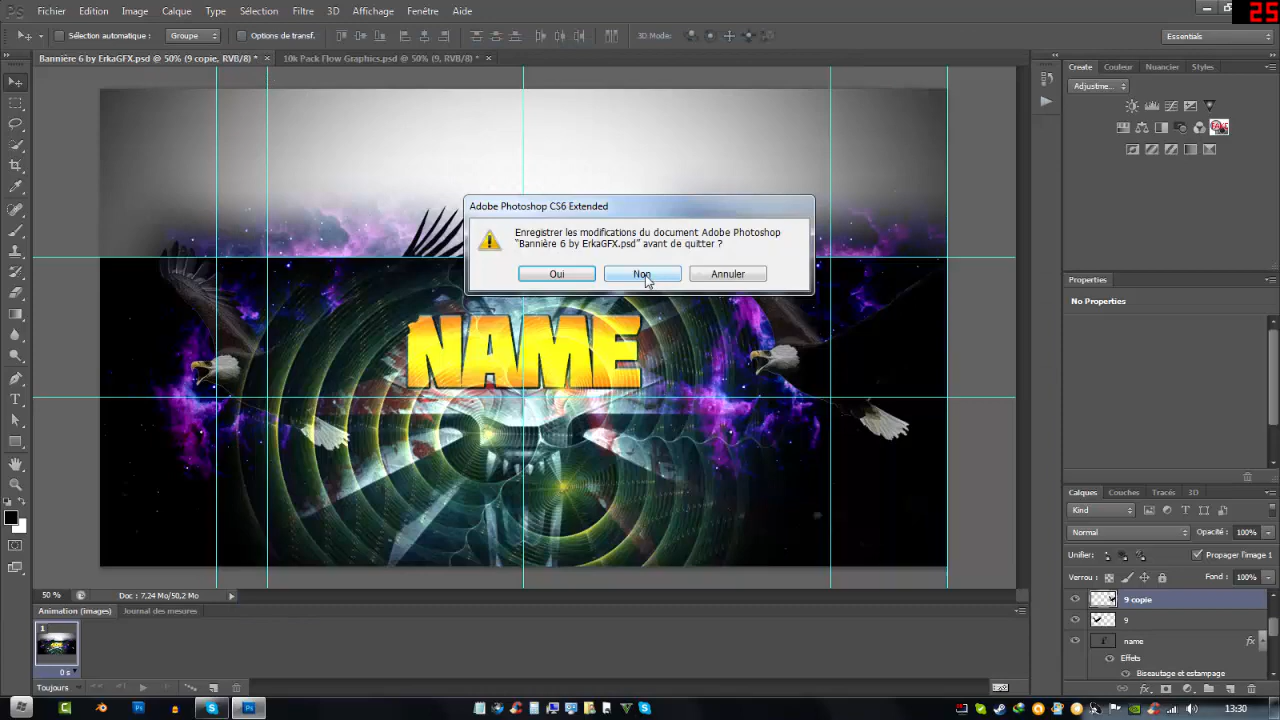 Ps Fichier Edition Image Calque Type Sélection Filtre 3D Affichage Fenêtre Aide
25
Sélection automatique : Groupe Options de transf. 3D Mode: Essentials
Bannière 6 by ErkaGFX.psd @ 50% (9 copie, RVB/8) * × 10k Pack Flow Graphics.psd @ 50% (9, RVB/8) * ×
Create Couleur Nuancier Styles
Adjustme...
Adobe Photoshop CS6 Extended
Enregistrer les modifications du document Adobe Photoshop
"Bannière 6 by ErkaGFX.psd" avant de quitter ?
Oui Non Annuler
NAME
Properties
No Properties
Calques Couches Tracés 3D
Kind
Normal Opacité : 100%
Unifier : Propager l'image 1
Verrou : Fond : 100%
9 copie
9
name fx
Effets
Biseautage et estampage
50 % Doc : 7,24 Mo/50,2 Mo
Animation (images) Journal des mesures
1
0 s
Toujours
13:30